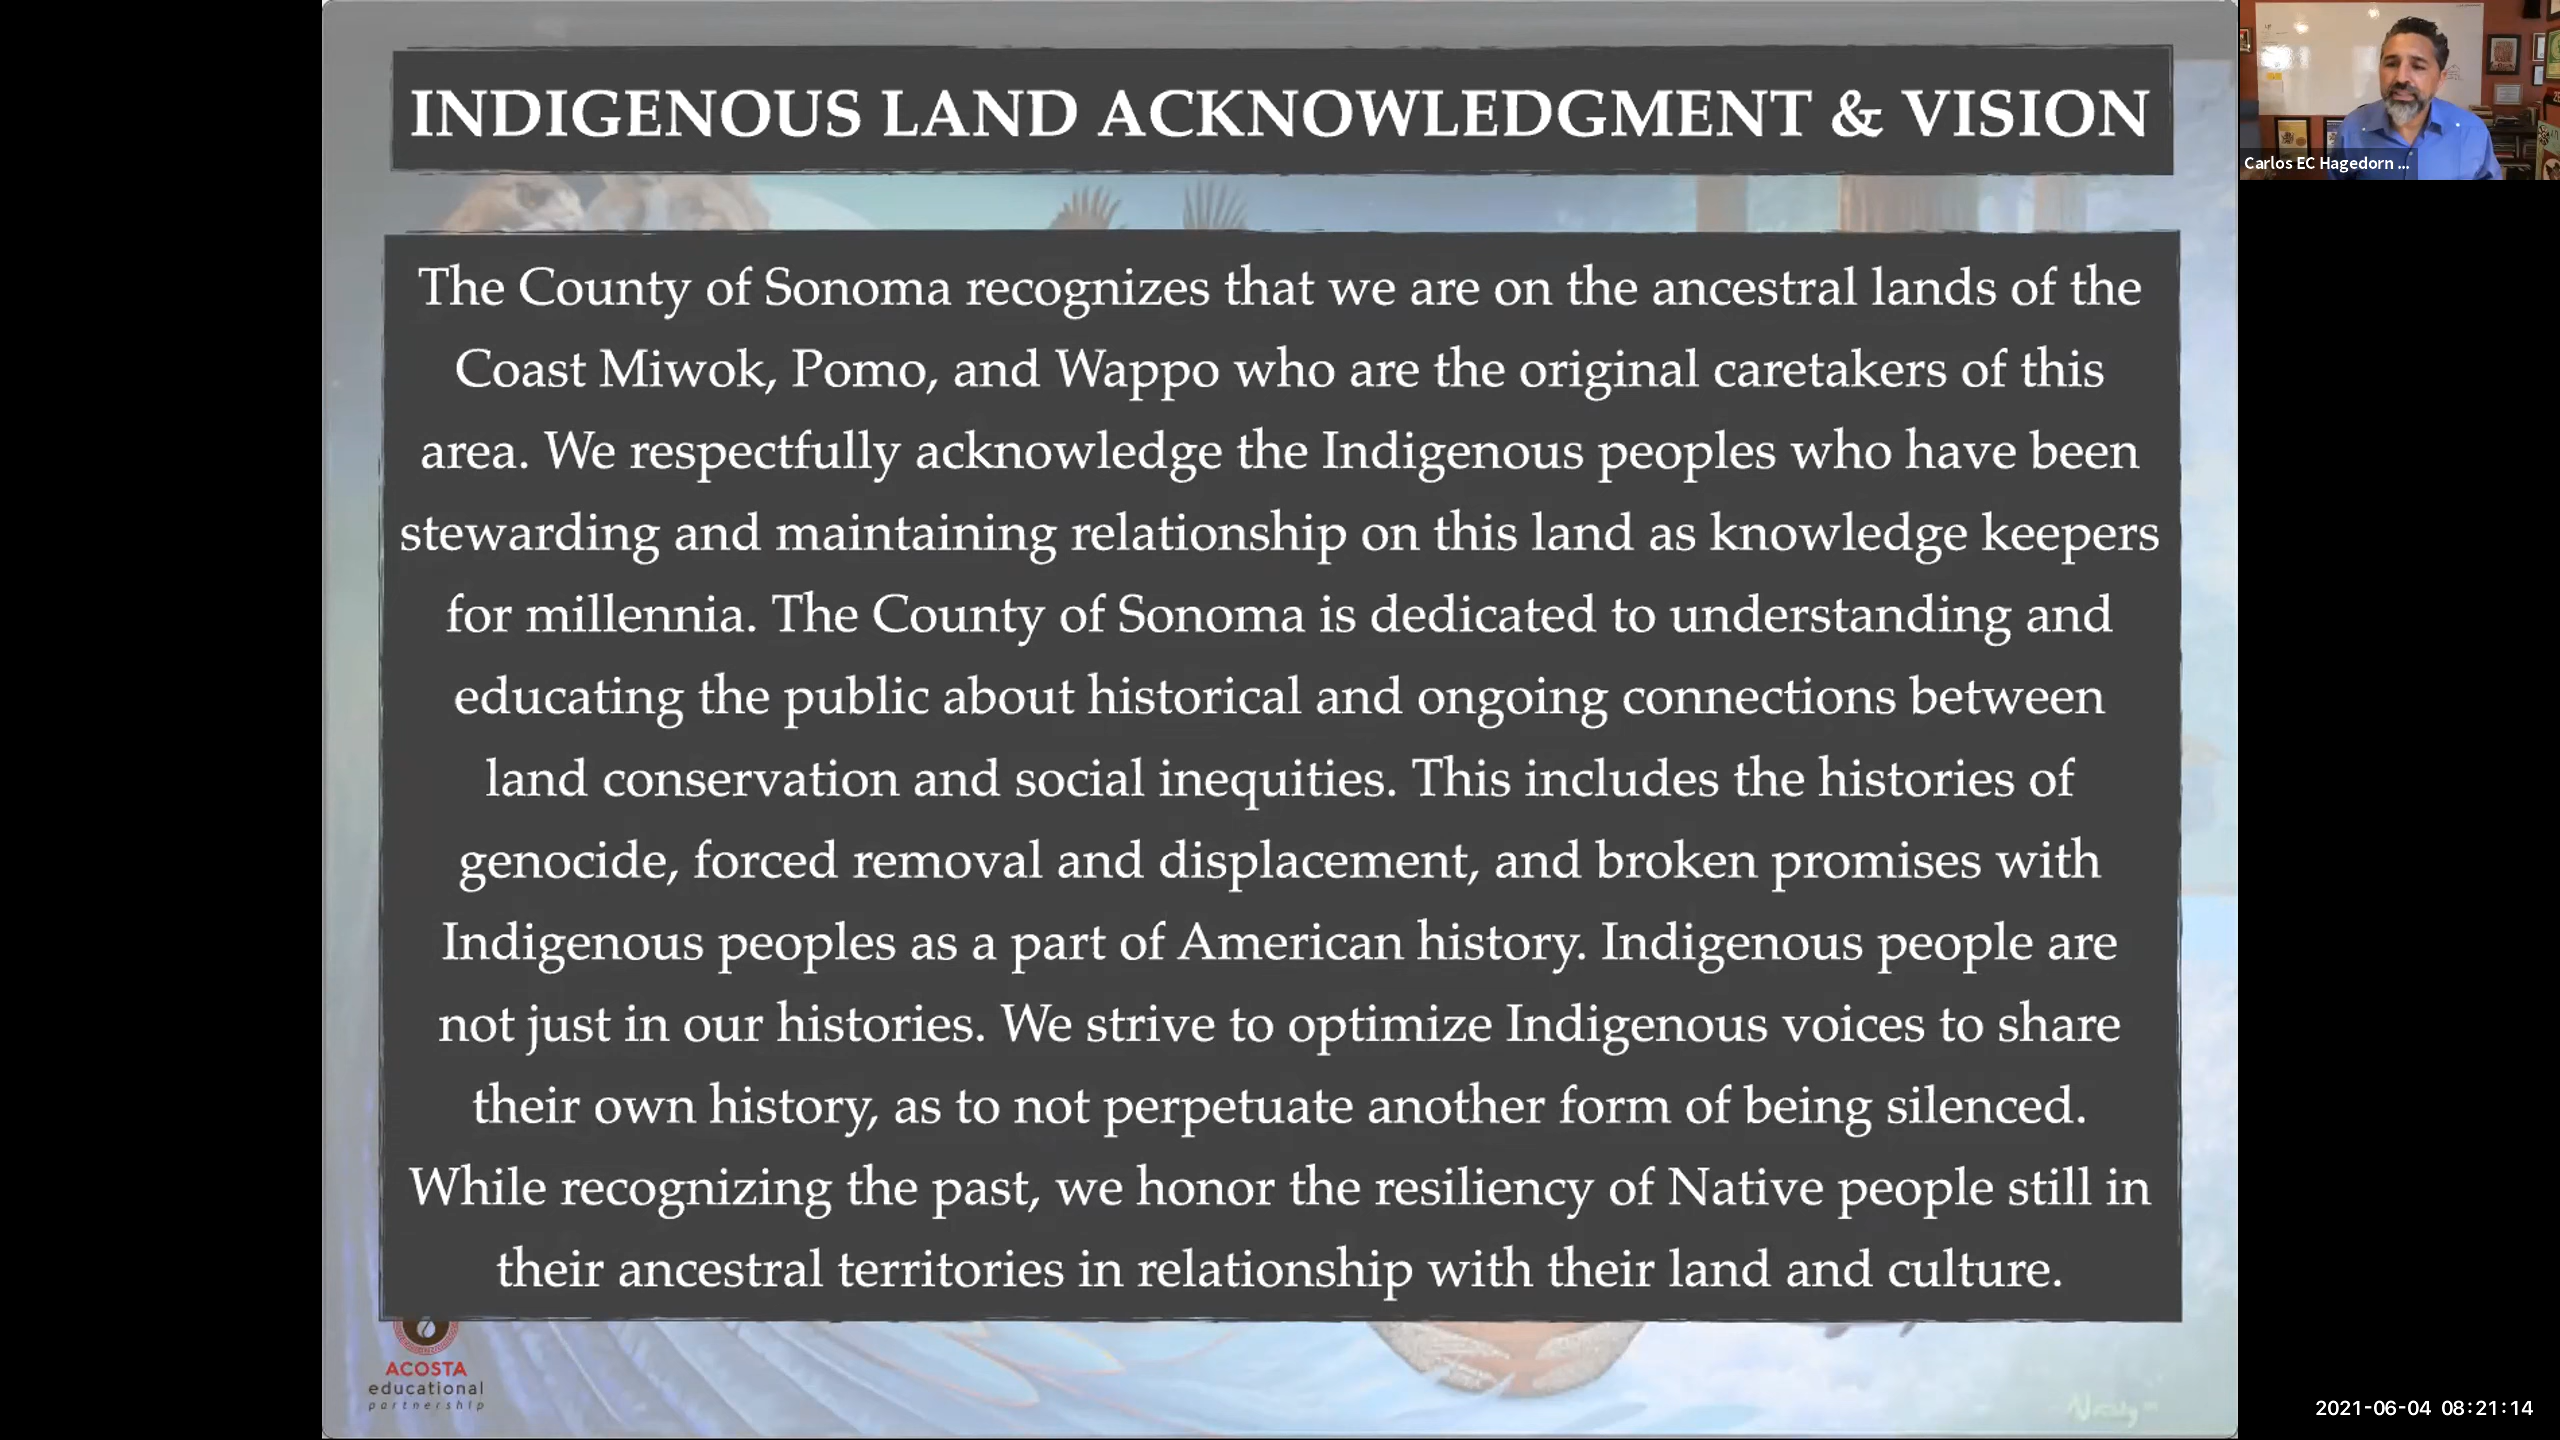 INDIGENOUS LAND ACKNOWLEDGMENT & VISION
The County of Sonoma recognizes that we are on the ancestral lands of the
Coast Miwok, Pomo, and Wappo who are the original caretakers of this
area. We respectfully acknowledge the Indigenous peoples who have been
stewarding and maintaining relationship on this land as knowledge keepers
for millennia. The County of Sonoma is dedicated to understanding and
educating the public about historical and ongoing connections between
land conservation and social inequities. This includes the histories of
genocide, forced removal and displacement, and broken promises with
Indigenous peoples as a part of American history. Indigenous people are
not just in our histories. We strive to optimize Indigenous voices to share
their own history, as to not perpetuate another form of being silenced.
While recognizing the past, we honor the resiliency of Native people still in
their ancestral territories in relationship with their land and culture.
ACOSTA
educational
partnership
Carlos EC Hagedorn ...
2021-06-04 08:21:14